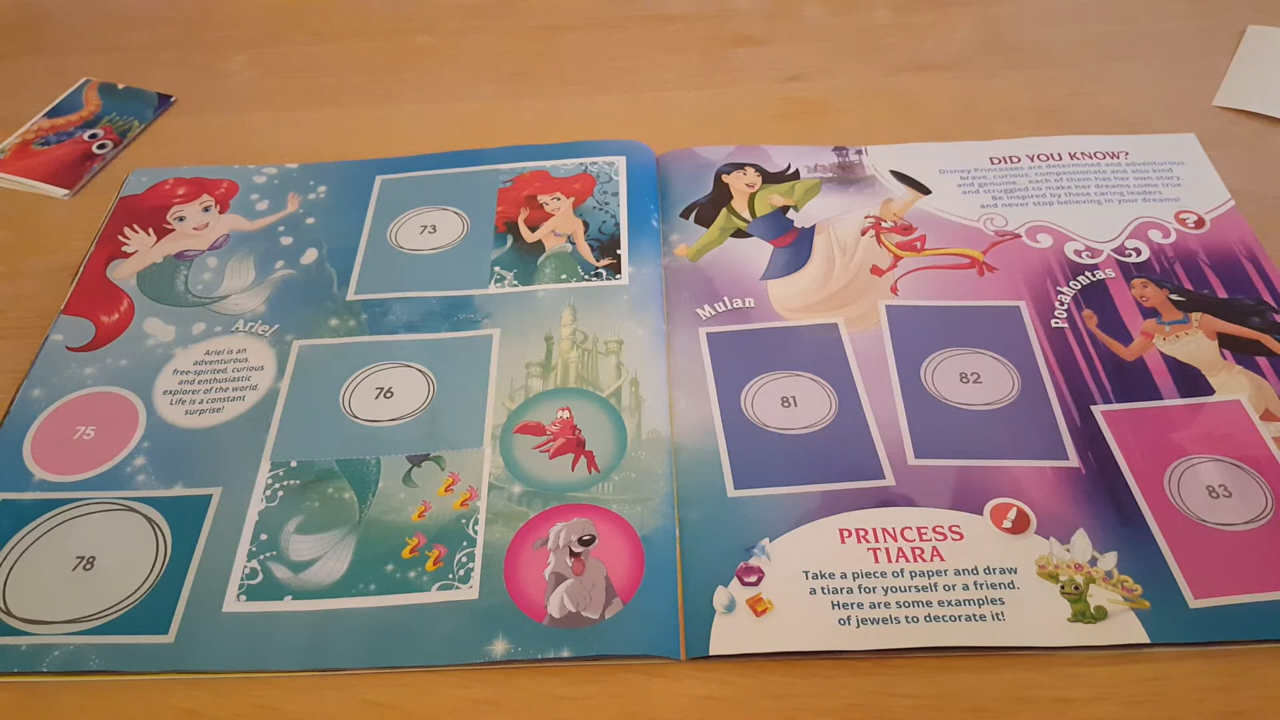 73
Ariel
Ariel is an
adventurous,
free-spirited, curious
and enthusiastic
explorer of the world.
Life is a constant
surprise!
76
75
78
DID YOU KNOW?
Disney Princesses are determined and adventurous,
brave, curious, compassionate and also kind
and genuine... each of them has her own story,
and struggled to make her dreams come true.
Be inspired by these caring leaders
and never stop believing in your dreams!
?
Mulan
Pocahontas
81
82
83
PRINCESS
TIARA
Take a piece of paper and draw
a tiara for yourself or a friend.
Here are some examples
of jewels to decorate it!